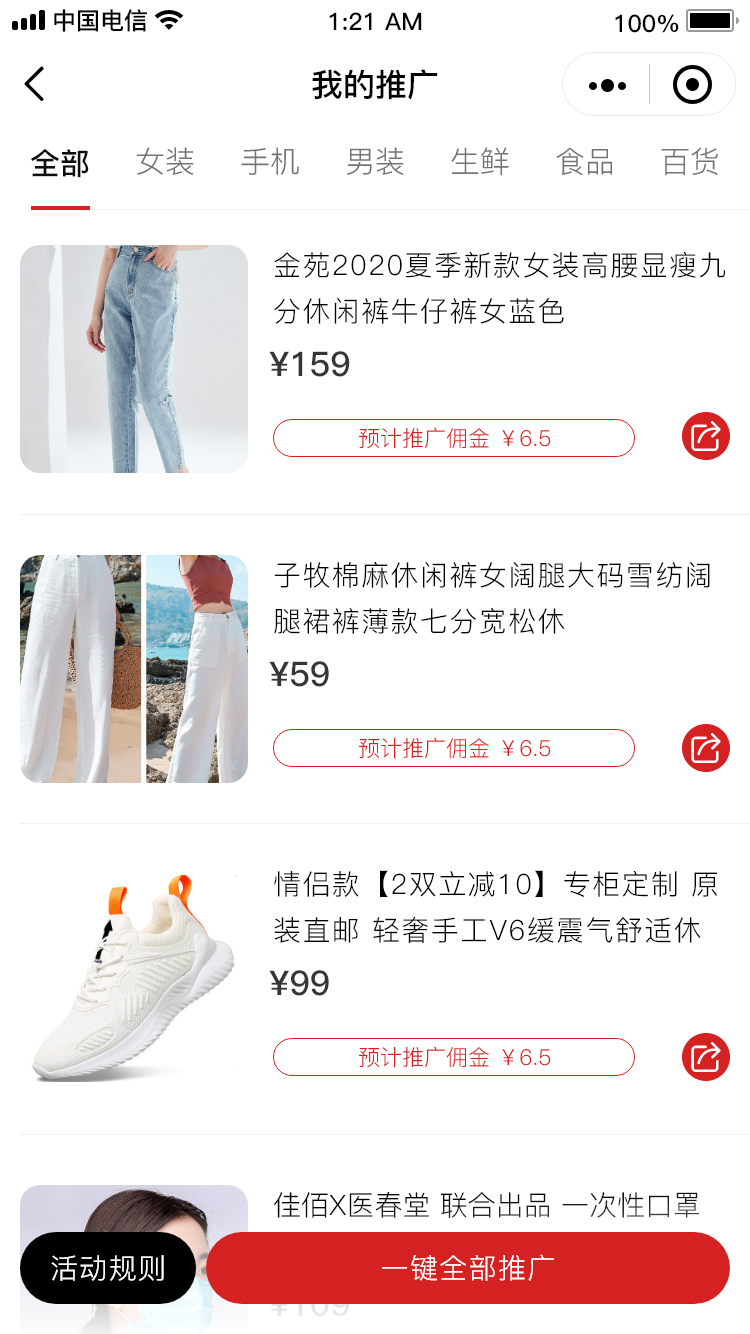 中国电信
1:21 AM
100%
我的推广
全部 女装 手机 男装 生鲜 食品 百货
金苑2020夏季新款女装高腰显瘦九
分休闲裤牛仔裤女蓝色
¥159
预计推广佣金 ￥6.5
子牧棉麻休闲裤女阔腿大码雪纺阔
腿裙裤薄款七分宽松休
¥59
预计推广佣金 ￥6.5
情侣款【2双立减10】专柜定制 原
装直邮 轻奢手工V6缓震气舒适休
¥99
预计推广佣金 ￥6.5
佳佰X医春堂 联合出品 一次性口罩
活动规则
一键全部推广
¥109